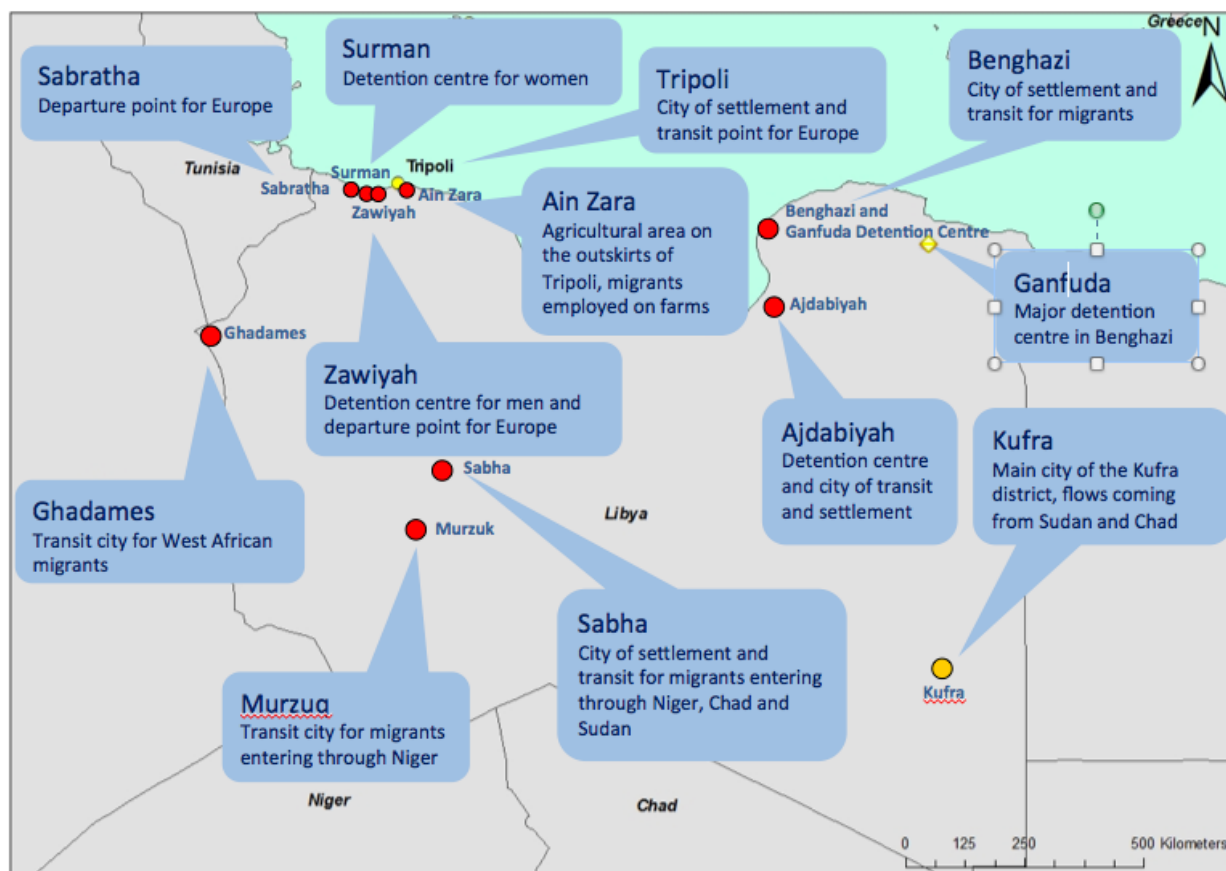 Greece
N
Sabratha
Departure point for Europe
Surman
Detention centre for women
Tripoli
City of settlement and
transit point for Europe
Benghazi
City of settlement and
transit for migrants
Tunisia
Surman
Tripoli
Sabratha
Ain Zara
Zawiyah
Ain Zara
Agricultural area on
the outskirts of
Tripoli, migrants
employed on farms
Benghazi and
Ganfuda Detention Centre
Ganfuda
Major detention
centre in Benghazi
Ajdabiyah
Ghadames
Zawiyah
Detention centre for men and
departure point for Europe
Ajdabiyah
Detention centre
and city of transit
and settlement
Kufra
Main city of the Kufra
district, flows coming
from Sudan and Chad
Sabha
Ghadames
Transit city for West African
migrants
Libya
Murzuk
Sabha
City of settlement and
transit for migrants entering
through Niger, Chad and
Sudan
Kufra
Murzuq
Transit city for migrants
entering through Niger
Niger
Chad
0 125 250 500 Kilometers